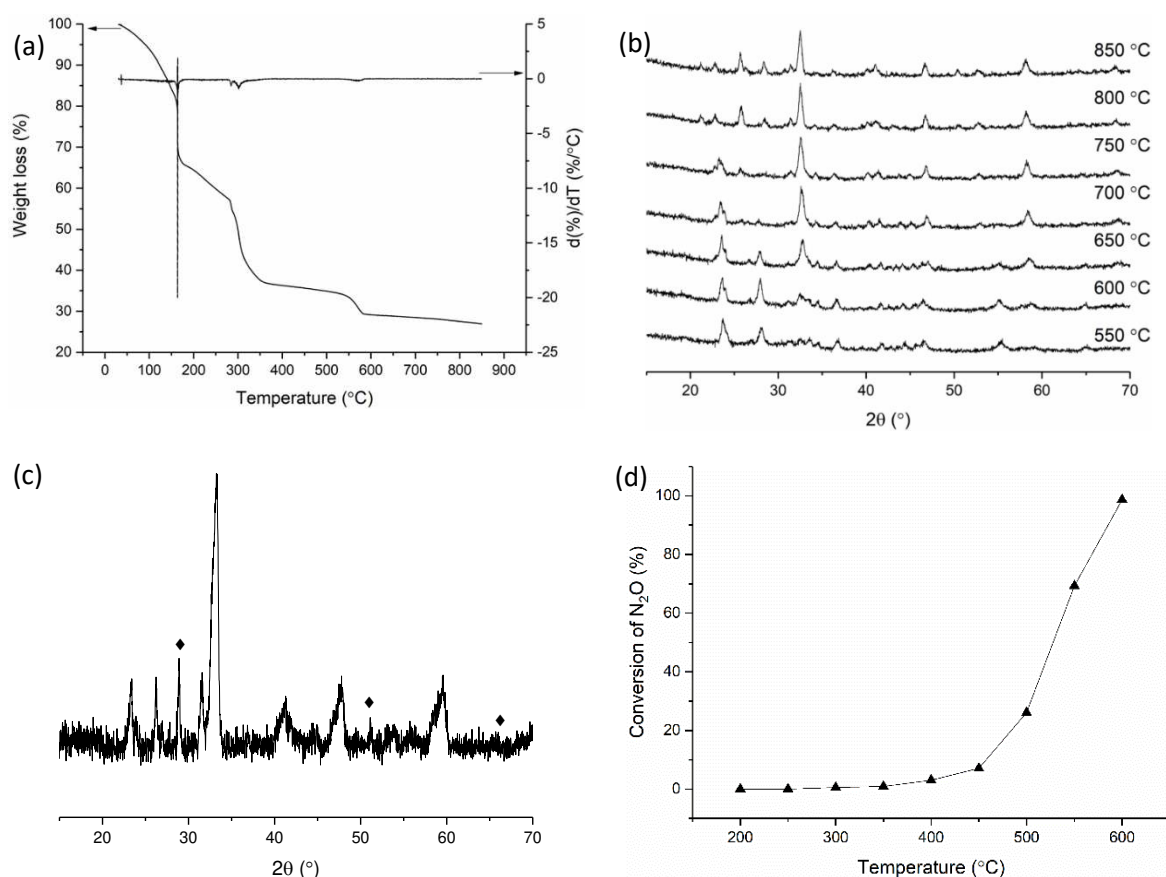 (a)
100
90
80
70
60
50
40
30
20
Weight loss (%)
5
0
-5
-10
-15
-20
-25
d(%)/dT (%/°C)
0 100 200 300 400 500 600 700 800 900
Temperature (°C)
(b)
850 °C
800 °C
750 °C
700 °C
650 °C
600 °C
550 °C
20 30 40 50 60 70
2θ (°)
(c)
20 30 40 50 60 70
2θ (°)
(d)
100
80
60
40
20
0
Conversion of N₂O (%)
200 300 400 500 600
Temperature (°C)